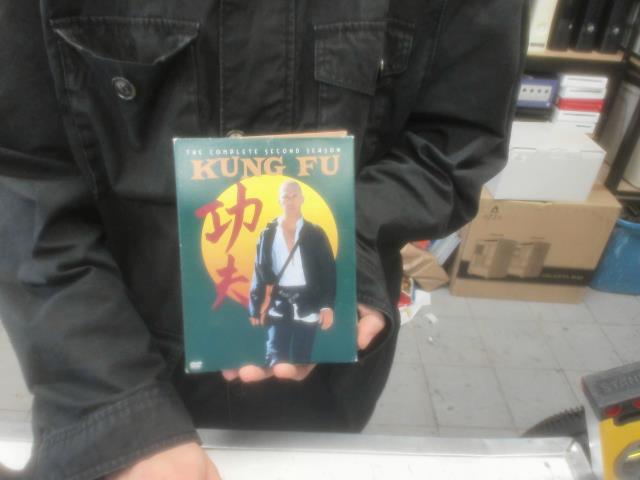 THE COMPLETE SECOND SEASON
KUNG FU
功
夫